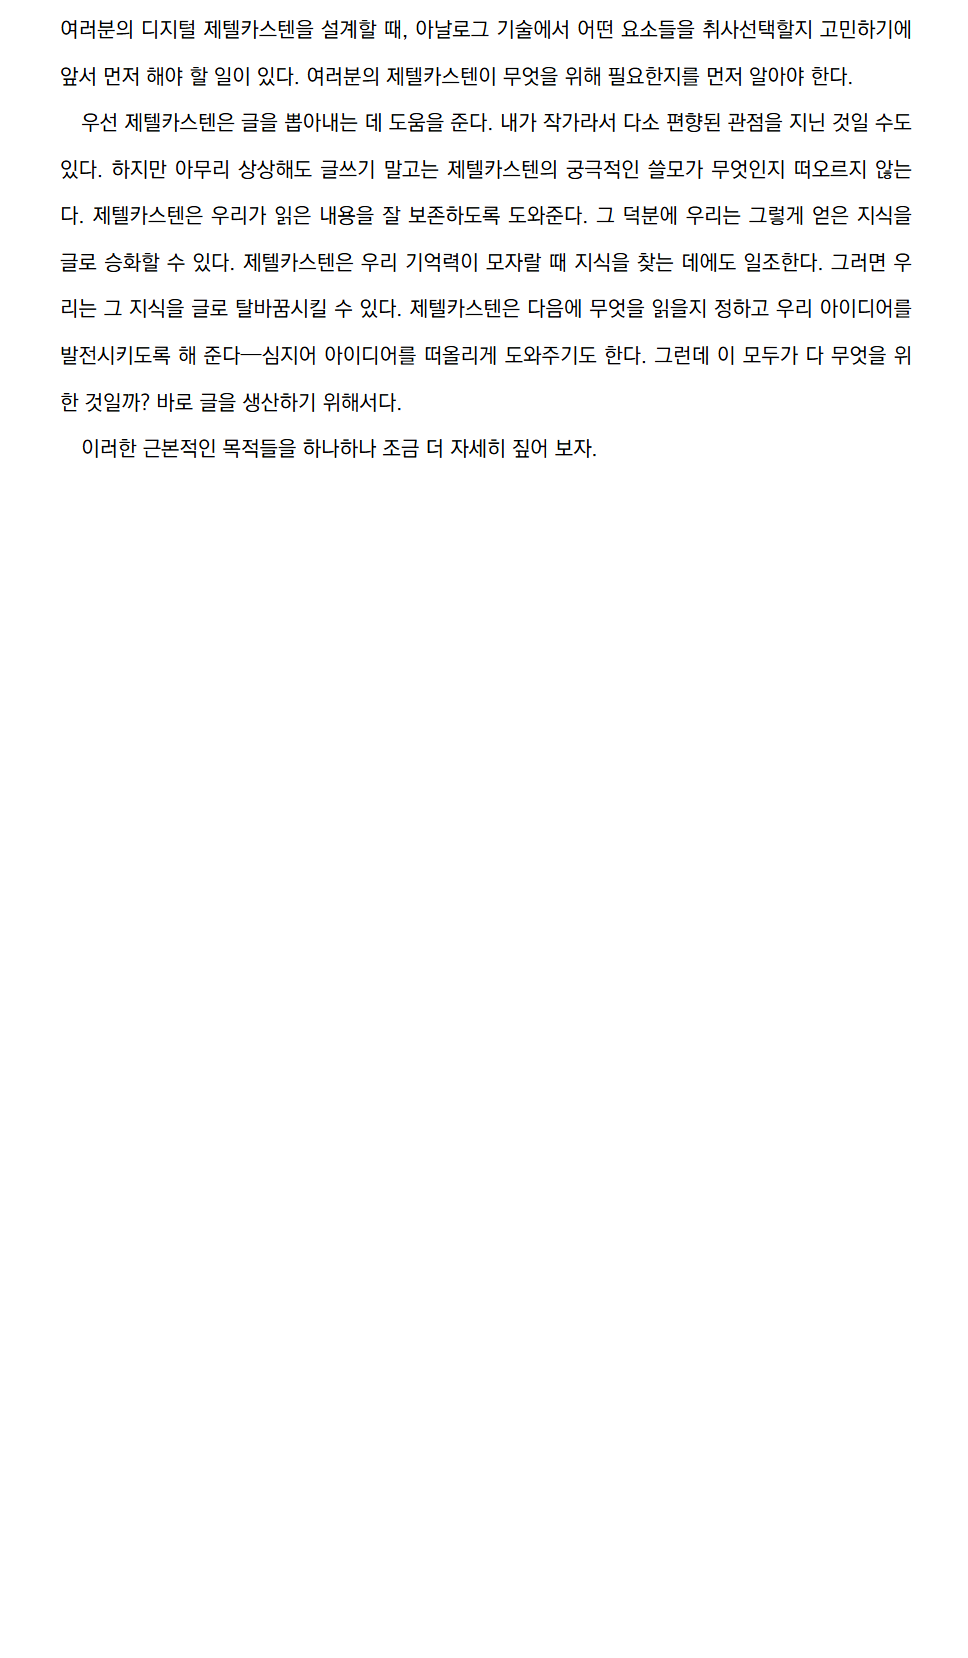 여러분의 디지털 제텔카스텐을 설계할 때, 아날로그 기술에서 어떤 요소들을 취사선택할지 고민하기에
앞서 먼저 해야 할 일이 있다. 여러분의 제텔카스텐이 무엇을 위해 필요한지를 먼저 알아야 한다.
우선 제텔카스텐은 글을 뽑아내는 데 도움을 준다. 내가 작가라서 다소 편향된 관점을 지닌 것일 수도
있다. 하지만 아무리 상상해도 글쓰기 말고는 제텔카스텐의 궁극적인 쓸모가 무엇인지 떠오르지 않는
다. 제텔카스텐은 우리가 읽은 내용을 잘 보존하도록 도와준다. 그 덕분에 우리는 그렇게 얻은 지식을
글로 승화할 수 있다. 제텔카스텐은 우리 기억력이 모자랄 때 지식을 찾는 데에도 일조한다. 그러면 우
리는 그 지식을 글로 탈바꿈시킬 수 있다. 제텔카스텐은 다음에 무엇을 읽을지 정하고 우리 아이디어를
발전시키도록 해 준다—심지어 아이디어를 떠올리게 도와주기도 한다. 그런데 이 모두가 다 무엇을 위
한 것일까? 바로 글을 생산하기 위해서다.
이러한 근본적인 목적들을 하나하나 조금 더 자세히 짚어 보자.